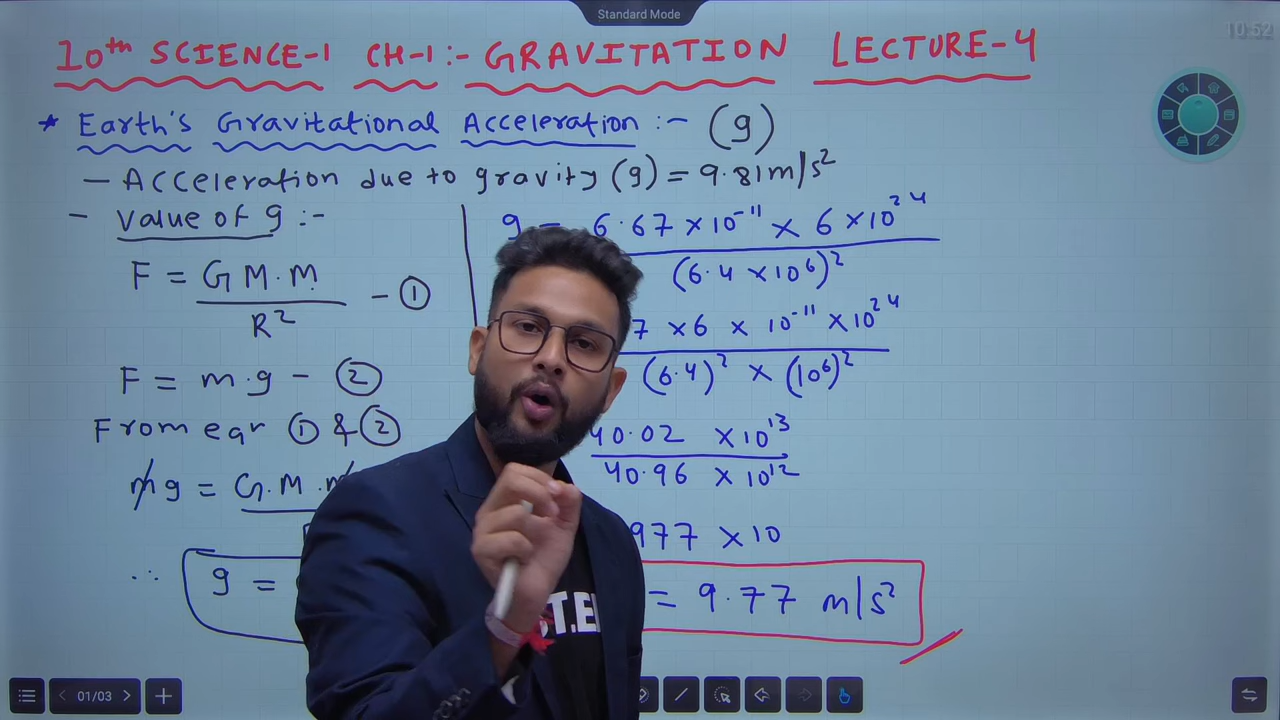 Standard Mode
10:52
10th SCIENCE-1 CH-1:- GRAVITATION LECTURE-4
* Earth's Gravitational Acceleration :- (g)
- Acceleration due to gravity (g) = 9.81 m/s²
- Value of g :-
F = G M.m / R² - ①
F = m.g - ②
From eqn ① & ②
mg = G.M.m
∴ g =
g = 6.67 × 10⁻¹¹ × 6 × 10²⁴ / (6.4 × 10⁶)²
7 × 6 × 10⁻¹¹ × 10²⁴ / (6.4)² × (10⁶)²
40.02 × 10¹³ / 40.96 × 10¹²
977 × 10
= 9.77 m/s²
01/03